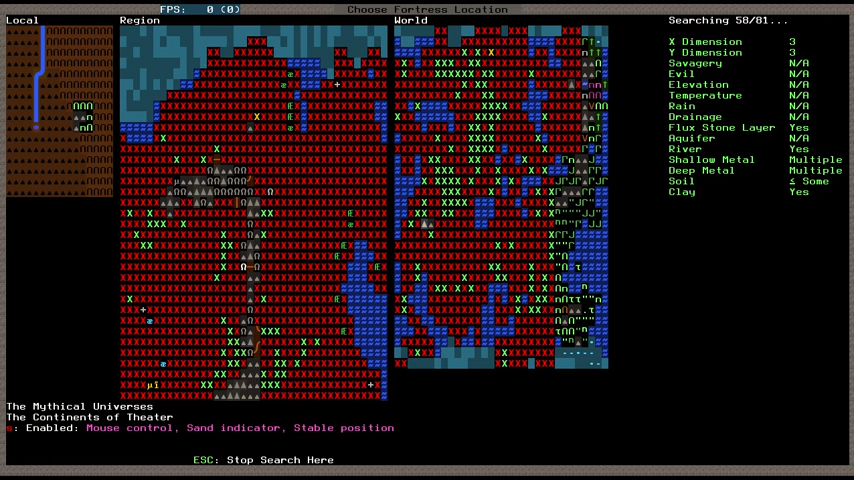 FPS: 0 (0) Choose Fortress Location
Local Region World Searching 58/81...
X Dimension 3
Y Dimension 3
Savagery N/A
Evil N/A
Elevation N/A
Temperature N/A
Rain N/A
Drainage N/A
Flux Stone Layer Yes
Aquifer N/A
River Yes
Shallow Metal Multiple
Deep Metal Multiple
Soil ≤ Some
Clay Yes
The Mythical Universes
The Continents of Theater
s: Enabled: Mouse control, Sand indicator, Stable position
ESC: Stop Search Here